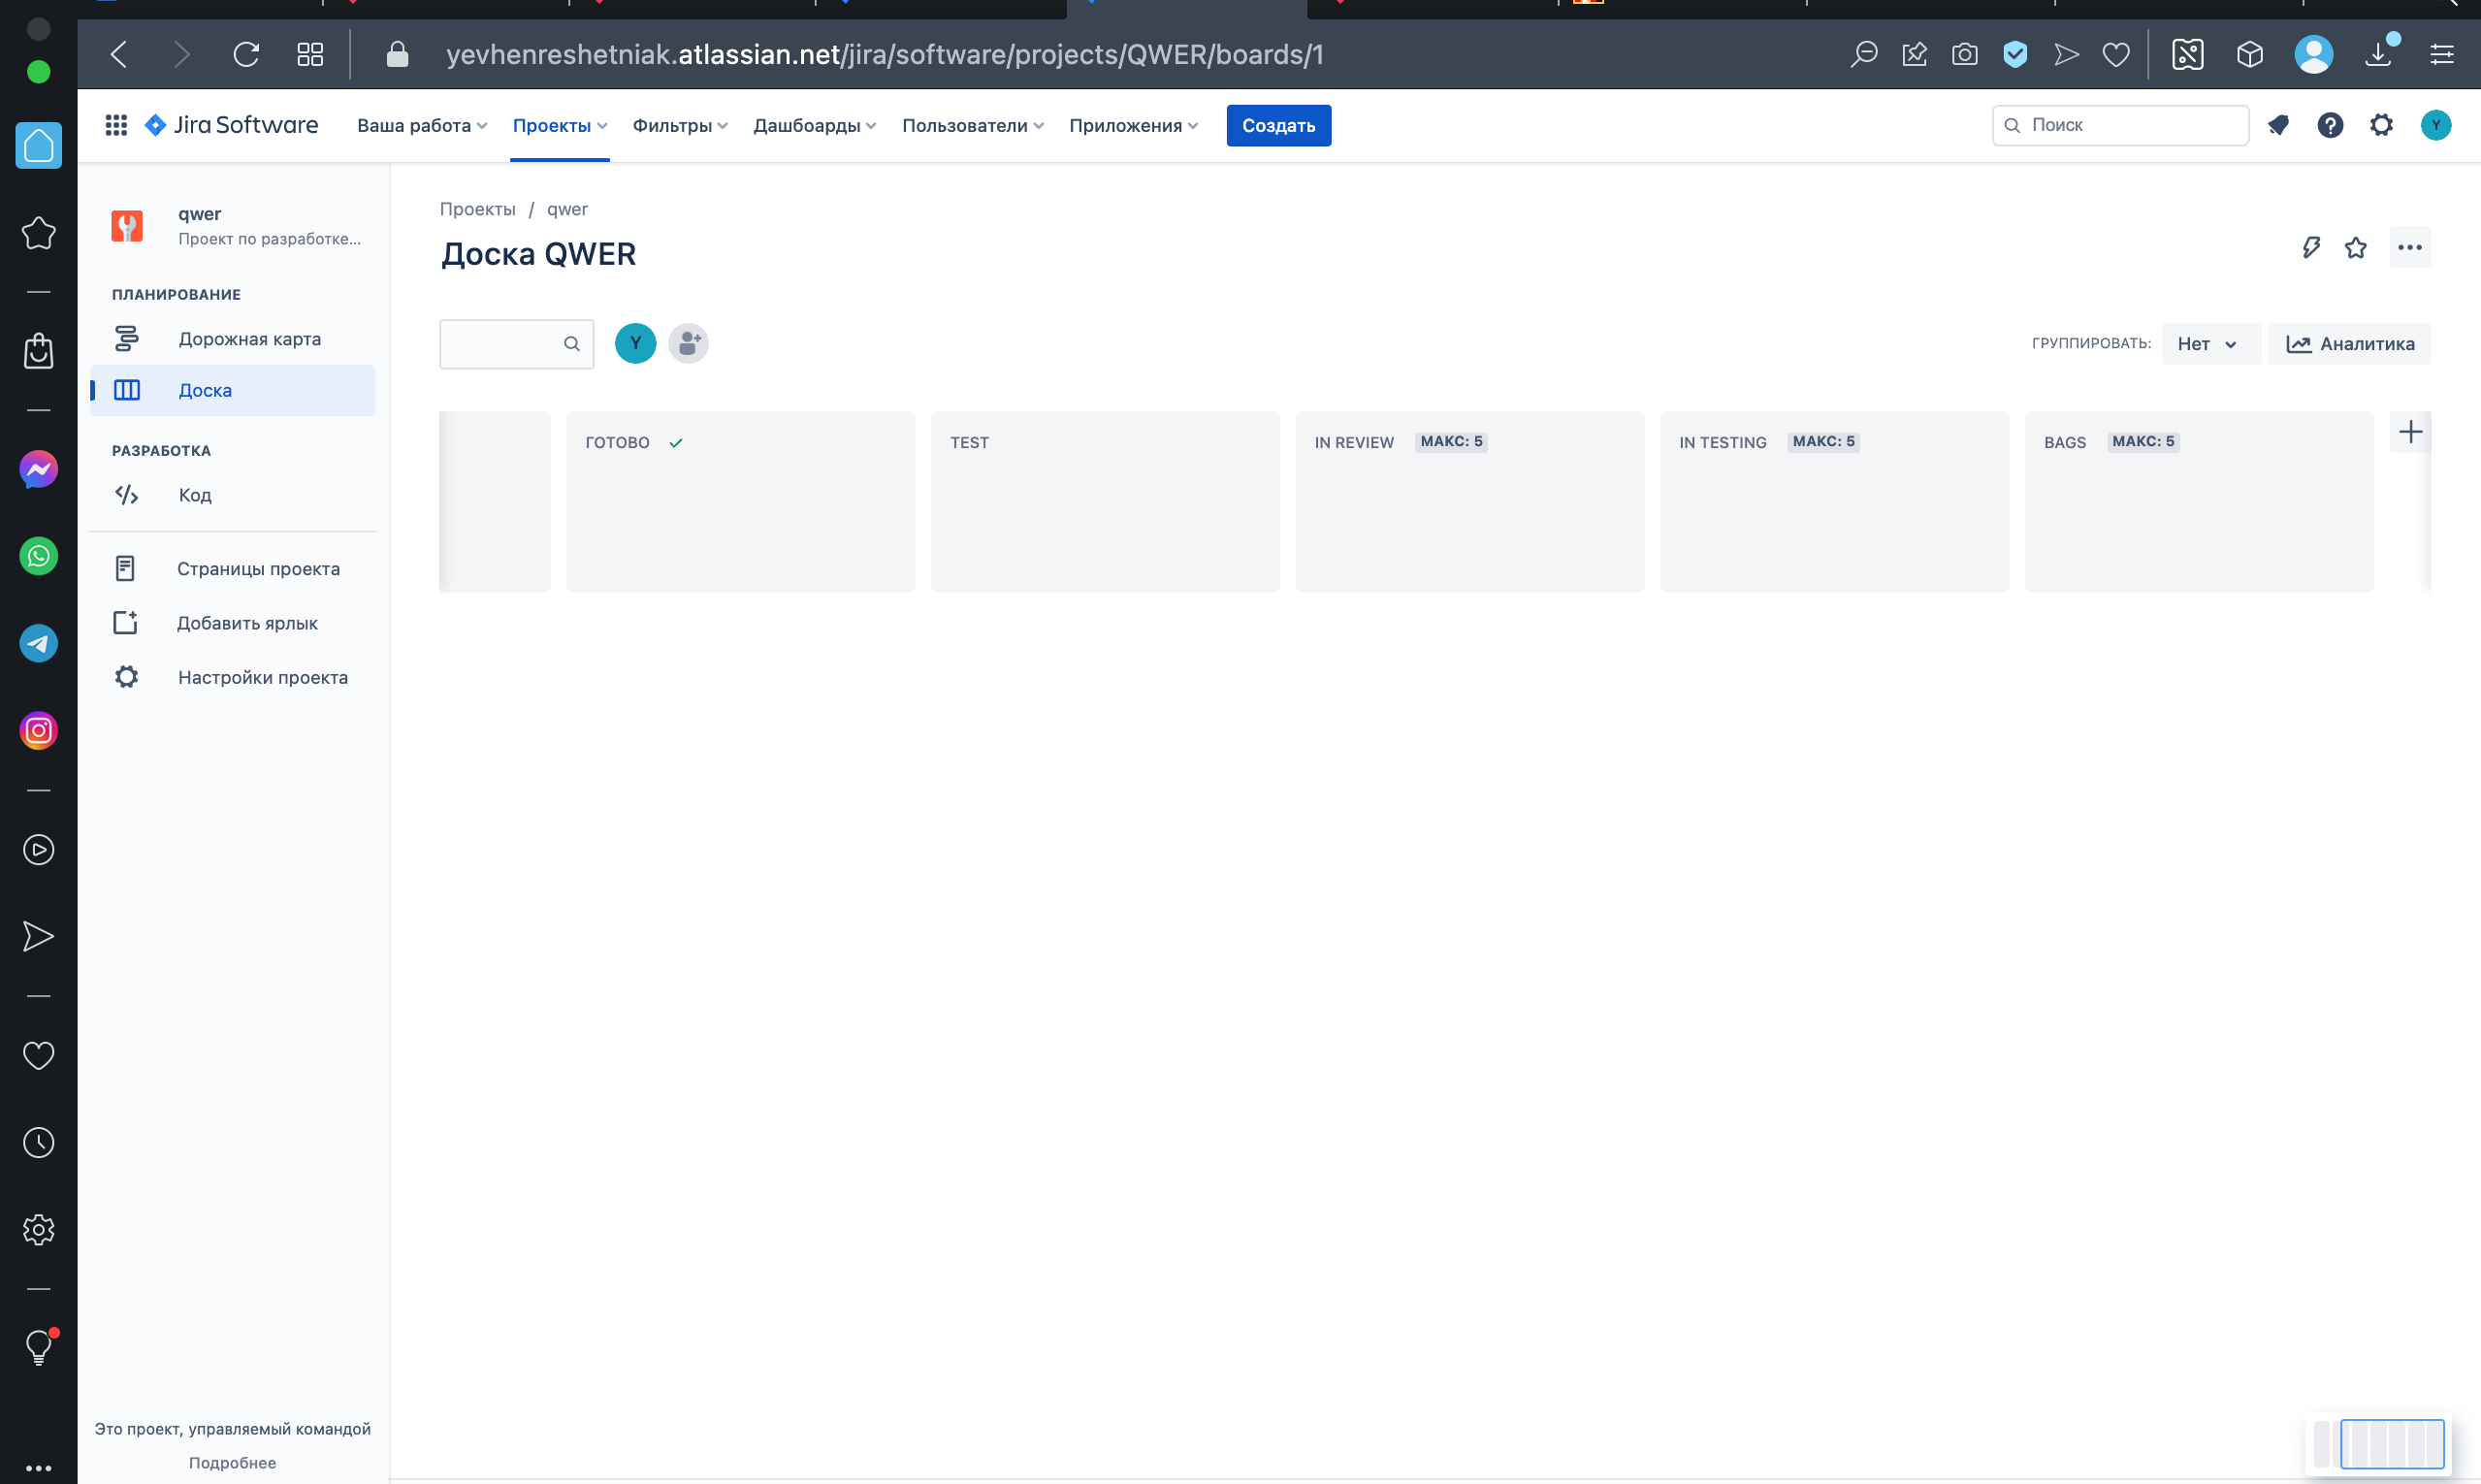 yevhenreshetniak.atlassian.net/jira/software/projects/QWER/boards/1
Jira Software
Ваша работа
Проекты
Фильтры
Дашбоарды
Пользователи
Приложения
Создать
Поиск
Y
qwer
Проект по разработке...
ПЛАНИРОВАНИЕ
Дорожная карта
Доска
РАЗРАБОТКА
Код
Страницы проекта
Добавить ярлык
Настройки проекта
Это проект, управляемый командой
Подробнее
Проекты / qwer
Доска QWER
Y
ГРУППИРОВАТЬ:
Нет
Аналитика
ГОТОВО
TEST
IN REVIEW МАКС: 5
IN TESTING МАКС: 5
BAGS МАКС: 5